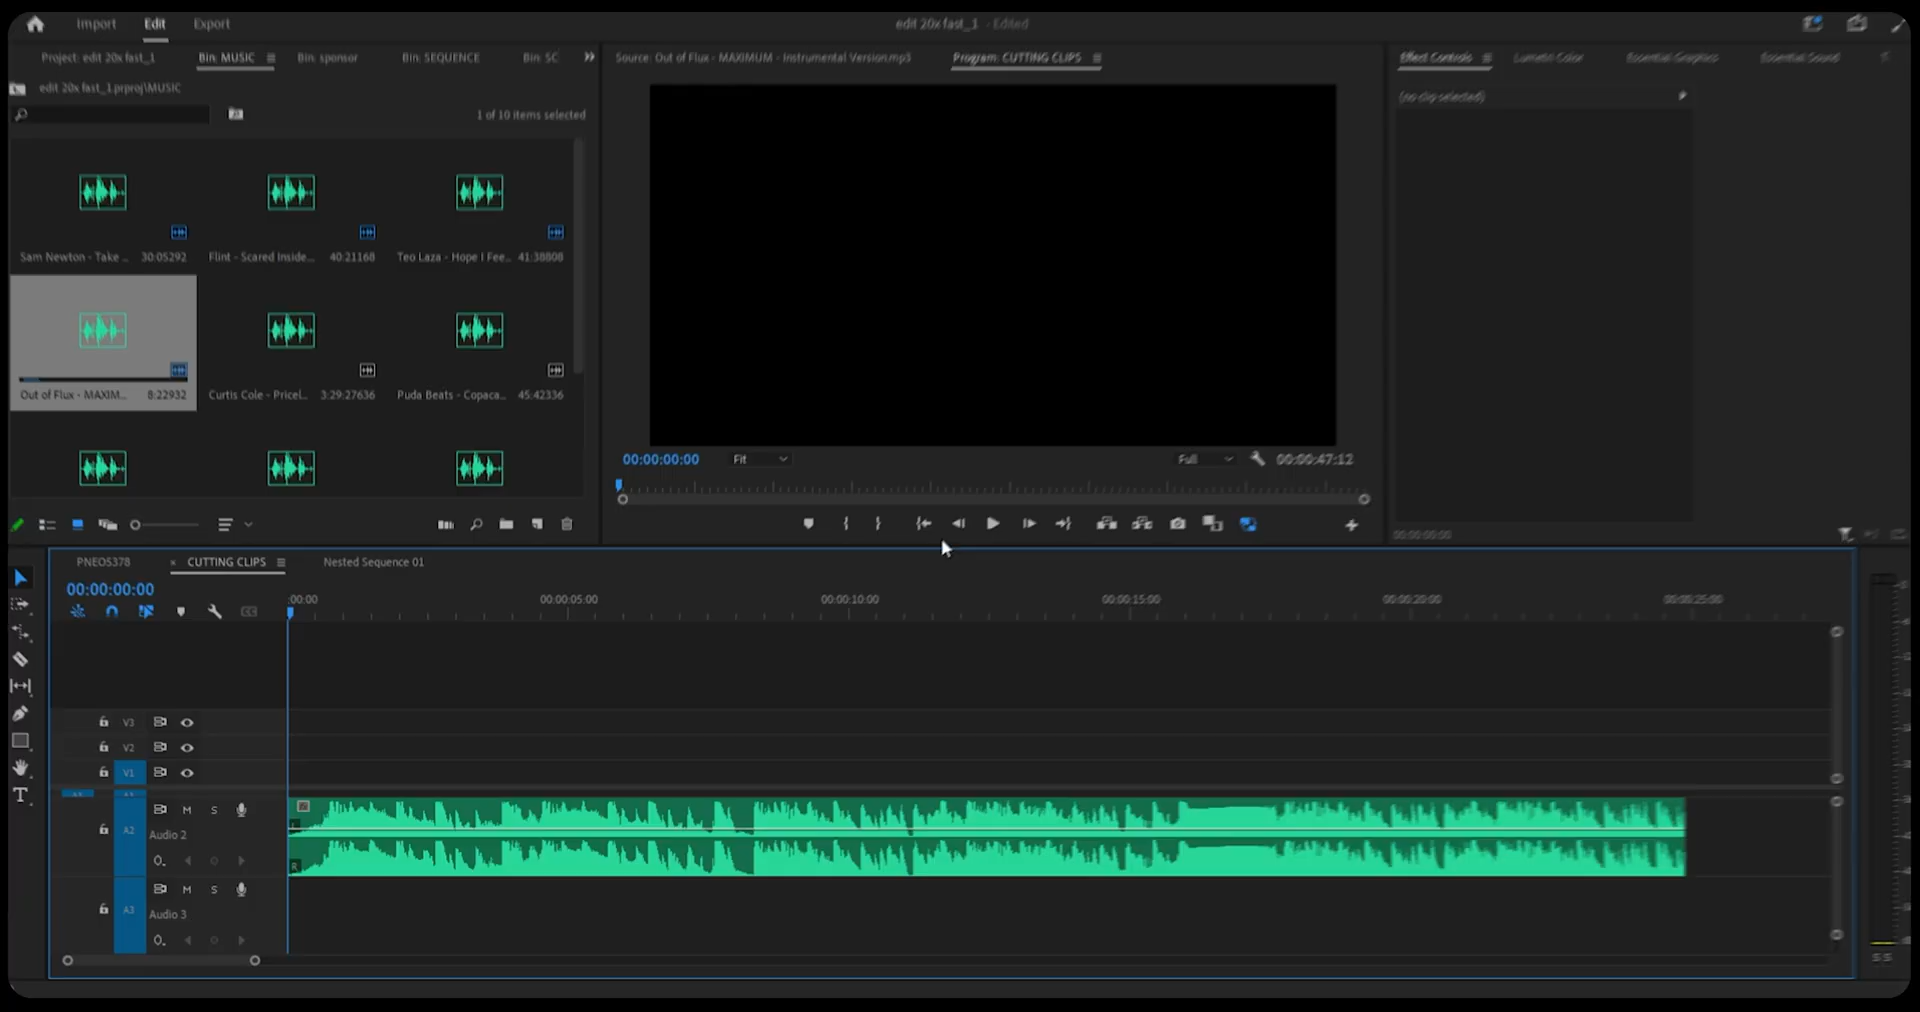 Import Edit Export edit 20x fast_1 - Edited
Project: edit 20x fast_1 Bin: MUSIC Bin: sponsor Bin: SEQUENCE Bin: SC Source: Out of Flux - MAXIMUM - Instrumental Version.mp3 Program: CUTTING CLIPS Effect Controls Lumetri Color Essential Graphics Essential Sound
edit 20x fast_1.prproj\MUSIC
(no clip selected)
1 of 10 items selected
Sam Newton - Take ... 30:05292 Flint - Scared Inside... 40:21168 Teo Laza - Hope I Fee... 41:38808
Out of Flux - MAXIM... 8:22932 Curtis Cole - Pricel... 3:29:27636 Puda Beats - Copaca... 45:42336
00:00:00:00 Fit Full 00:00:47:12
00:00:00:00
PNEO5378 × CUTTING CLIPS Nested Sequence 01
00:00:00:00
:00:00 00:00:05:00 00:00:10:00 00:00:15:00 00:00:20:00 00:00:25:00
V3
V2
V1
A1 A1
M S
A2
Audio 2
R
M S
A3
Audio 3
S S